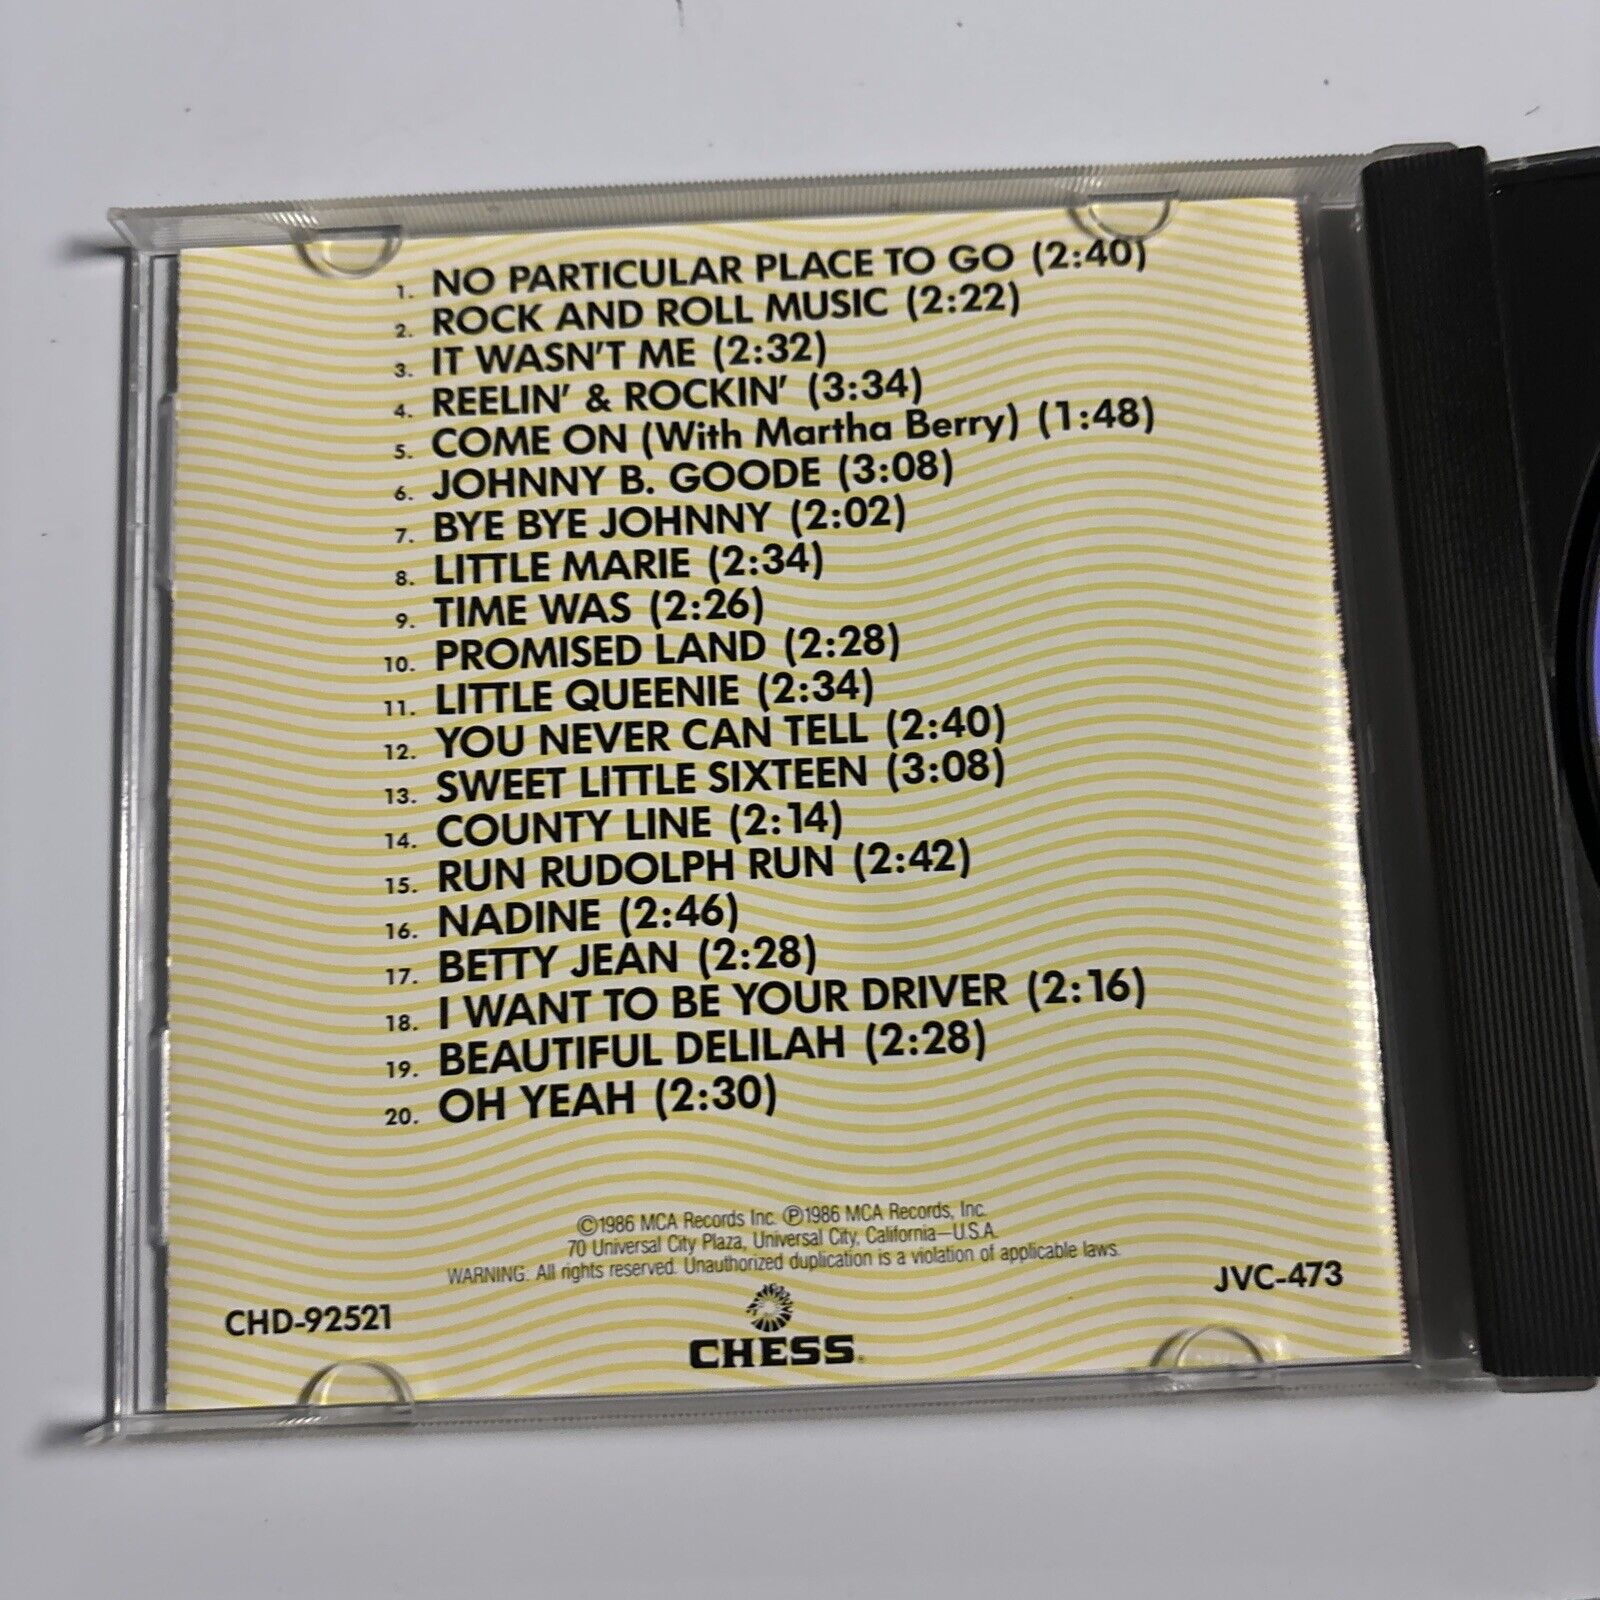 1. NO PARTICULAR PLACE TO GO (2:40)
2. ROCK AND ROLL MUSIC (2:22)
3. IT WASN'T ME (2:32)
4. REELIN' & ROCKIN' (3:34)
5. COME ON (With Martha Berry) (1:48)
6. JOHNNY B. GOODE (3:08)
7. BYE BYE JOHNNY (2:02)
8. LITTLE MARIE (2:34)
9. TIME WAS (2:26)
10. PROMISED LAND (2:28)
11. LITTLE QUEENIE (2:34)
12. YOU NEVER CAN TELL (2:40)
13. SWEET LITTLE SIXTEEN (3:08)
14. COUNTY LINE (2:14)
15. RUN RUDOLPH RUN (2:42)
16. NADINE (2:46)
17. BETTY JEAN (2:28)
18. I WANT TO BE YOUR DRIVER (2:16)
19. BEAUTIFUL DELILAH (2:28)
20. OH YEAH (2:30)
©1986 MCA Records Inc. ℗1986 MCA Records, Inc.
70 Universal City Plaza, Universal City, California—U.S.A.
WARNING. All rights reserved. Unauthorized duplication is a violation of applicable laws.
CHD-92521
JVC-473
CHESS®